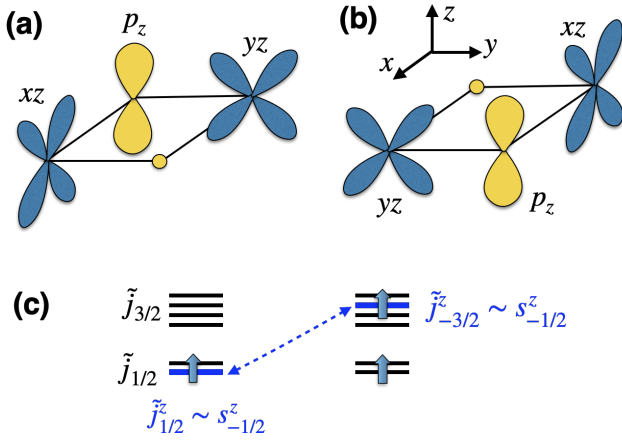 (a)
p_z
yz
xz
(b)
z
y
x
xz
yz
p_z
(c)
j̃_{3/2}
j̃^z_{-3/2} ∼ s^z_{-1/2}
j̃_{1/2}
j̃^z_{1/2} ∼ s^z_{-1/2}